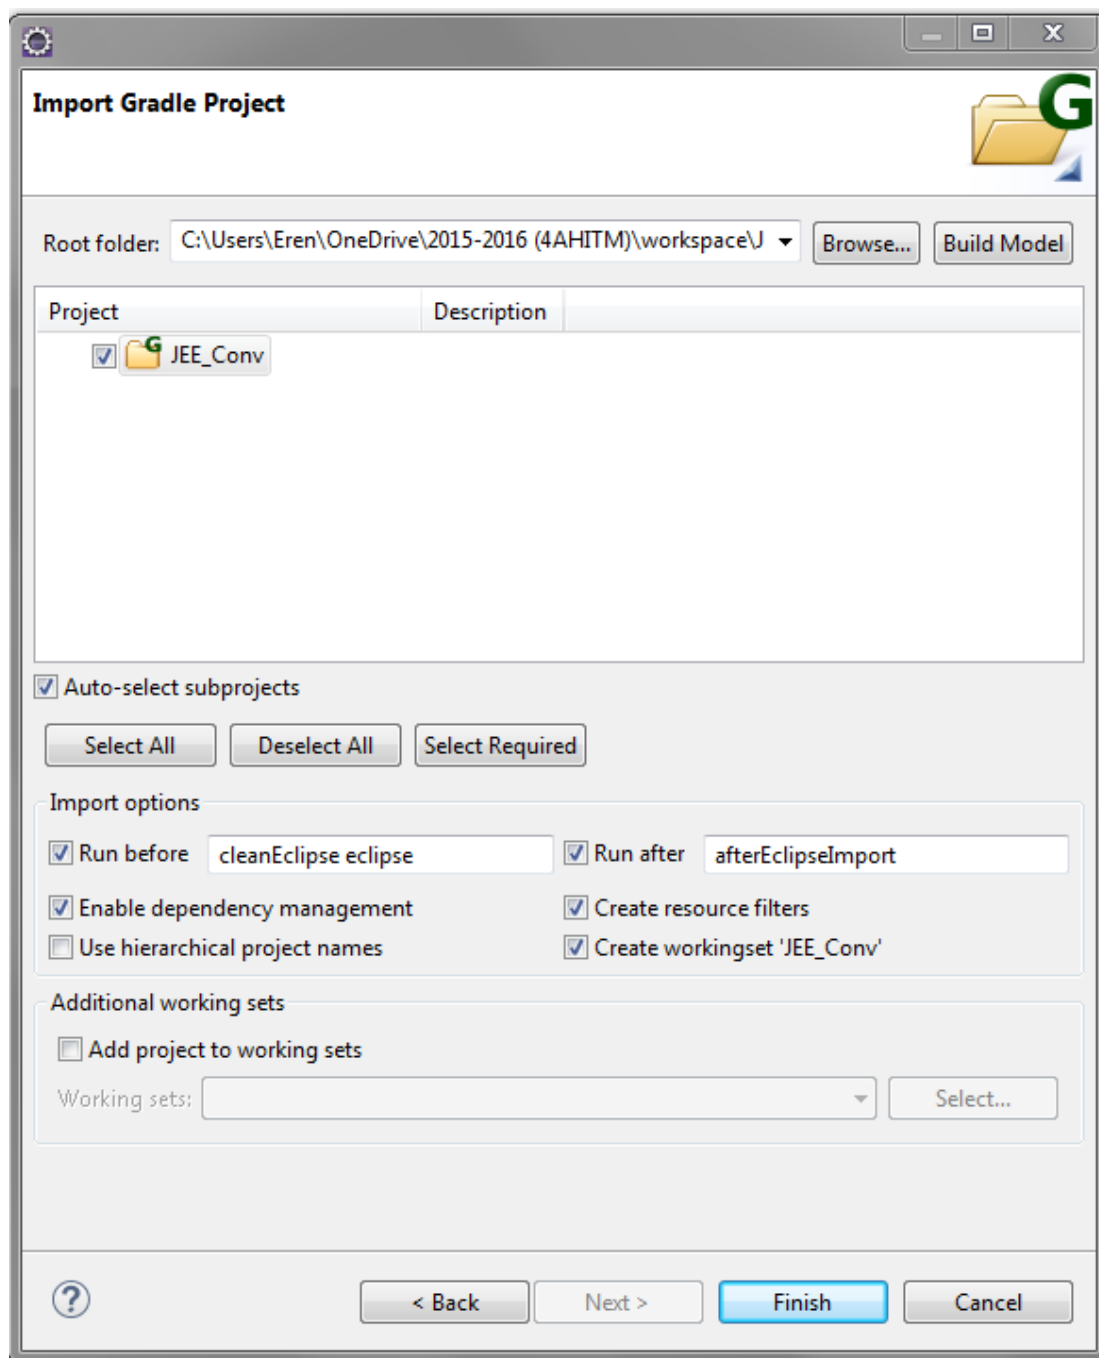 Import Gradle Project
G
Root folder: C:\Users\Eren\OneDrive\2015-2016 (4AHITM)\workspace\J Browse... Build Model
Project Description
G JEE_Conv
Auto-select subprojects
Select All Deselect All Select Required
Import options
Run before cleanEclipse eclipse Run after afterEclipseImport
Enable dependency management Create resource filters
Use hierarchical project names Create workingset 'JEE_Conv'
Additional working sets
Add project to working sets
Working sets: Select...
? < Back Next > Finish Cancel